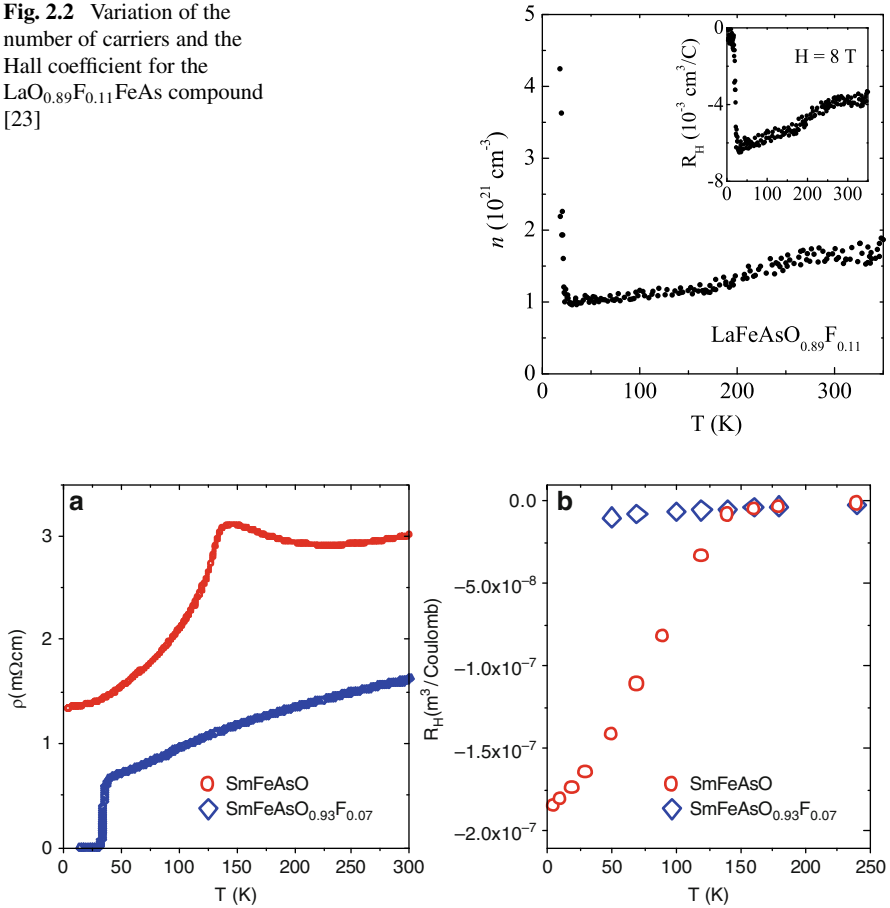 Fig. 2.2 Variation of the
number of carriers and the
Hall coefficient for the
LaO0.89F0.11FeAs compound
[23]
5
4
3
2
1
0
n (10^21 cm^-3)
0 100 200 300
T (K)
LaFeAsO0.89F0.11
0
-4
-8
R_H (10^-3 cm^3/C)
H = 8 T
0 100 200 300
T (K)
a
3
2
1
0
ρ(mΩcm)
SmFeAsO
SmFeAsO0.93F0.07
0 50 100 150 200 250 300
T (K)
b
0.0
−5.0x10^-8
−1.0x10^-7
−1.5x10^-7
−2.0x10^-7
R_H(m^3/Coulomb)
SmFeAsO
SmFeAsO0.93F0.07
0 50 100 150 200 250
T (K)